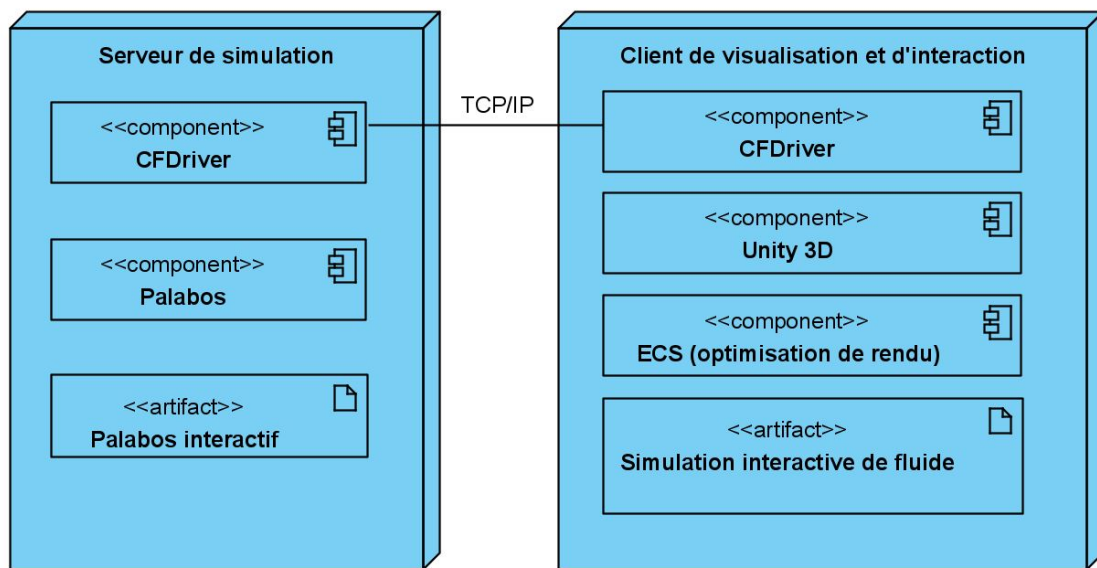 Serveur de simulation
<<component>>
CFDriver
<<component>>
Palabos
<<artifact>>
Palabos interactif
TCP/IP
Client de visualisation et d'interaction
<<component>>
CFDriver
<<component>>
Unity 3D
<<component>>
ECS (optimisation de rendu)
<<artifact>>
Simulation interactive de fluide